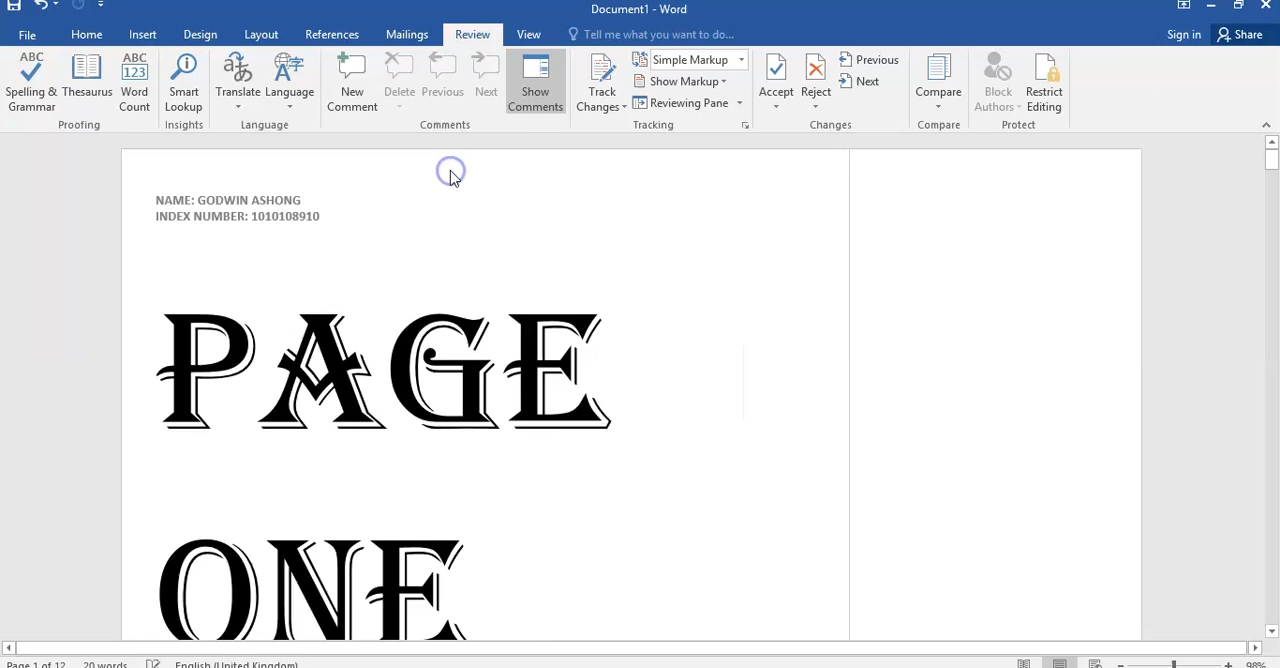 Document1 - Word
File Home Insert Design Layout References Mailings Review View Tell me what you want to do... Sign in Share
ABC
Spelling &
Grammar
Thesaurus
ABC
123
Word
Count
Proofing
Smart
Lookup
Insights
Translate
Language
Language
New
Comment
Delete
Previous
Next
Show
Comments
Comments
Track
Changes
Simple Markup
Show Markup
Reviewing Pane
Tracking
Accept
Reject
Previous
Next
Changes
Compare
Compare
Block
Authors
Restrict
Editing
Protect
NAME: GODWIN ASHONG
INDEX NUMBER: 1010108910
PAGE
ONE
Page 1 of 12 20 words English (United Kingdom) 98%